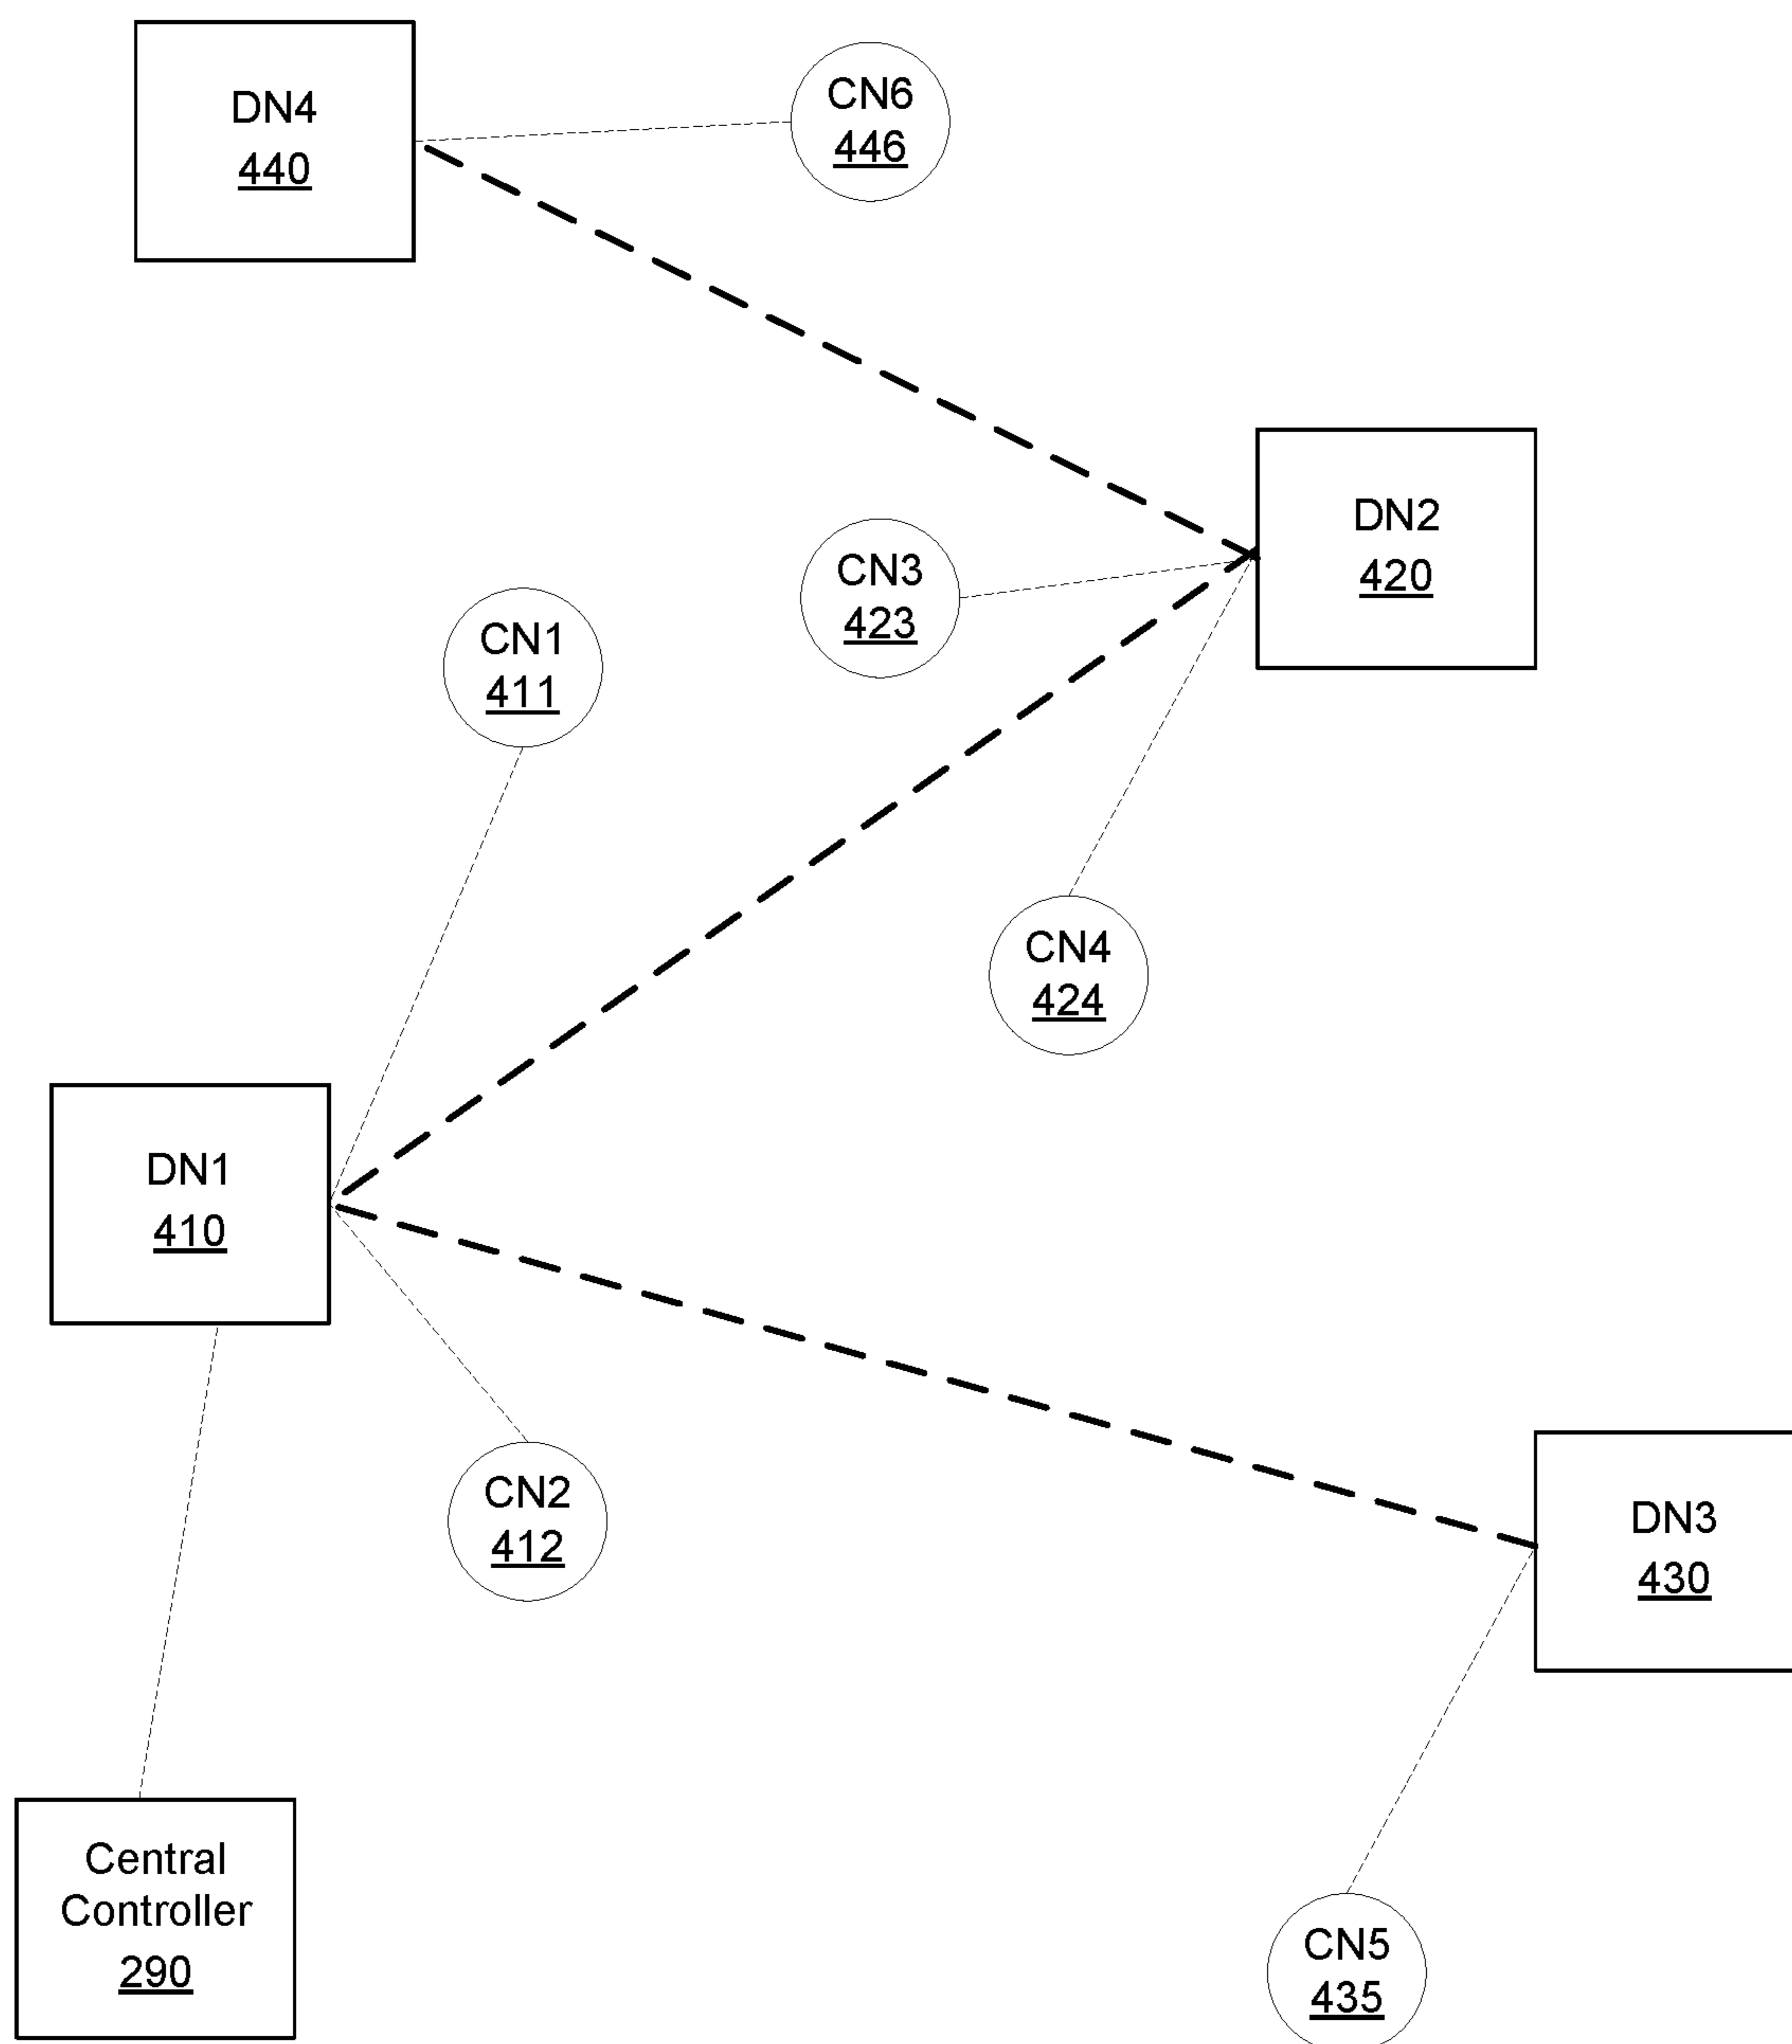 DN4
440
CN6
446
DN2
420
CN3
423
CN1
411
CN4
424
DN1
410
CN2
412
DN3
430
Central
Controller
290
CN5
435